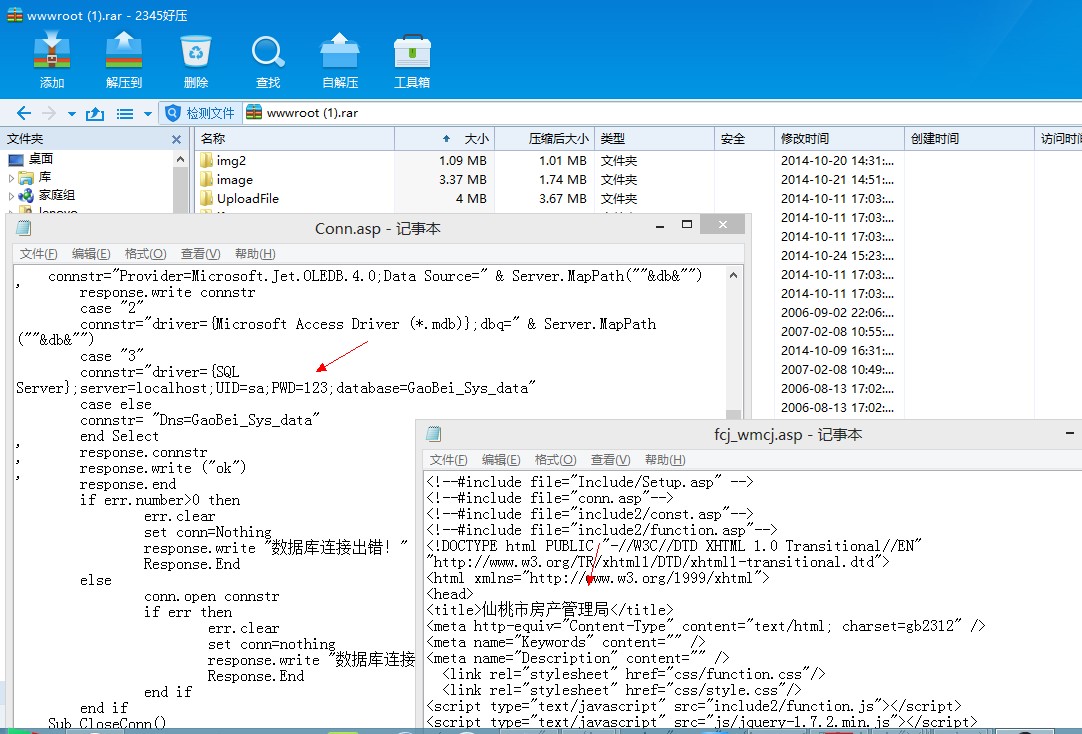 wwwroot (1).rar - 2345好压
添加 解压到 删除 查找 自解压 工具箱
检测文件 wwwroot (1).rar
文件夹 名称 大小 压缩后大小 类型 安全 修改时间 创建时间 访问时间
桌面 img2 1.09 MB 1.01 MB 文件夹 2014-10-20 14:31:...
库 image 3.37 MB 1.74 MB 文件夹 2014-10-21 14:51:...
家庭组 UploadFile 4 MB 3.67 MB 文件夹 2014-10-11 17:03:...
lenovo 2014-10-11 17:03:...
2014-10-11 17:03:...
2014-10-24 15:23:...
2014-10-11 17:03:...
2014-10-11 17:03:...
2006-09-02 22:06:...
2007-02-08 10:55:...
2014-10-09 16:31:...
2007-02-08 10:49:...
2006-08-13 17:02:...
2006-08-13 17:02:...
Conn.asp - 记事本
文件(F) 编辑(E) 格式(O) 查看(V) 帮助(H)
connstr="Provider=Microsoft.Jet.OLEDB.4.0;Data Source=" & Server.MapPath(""&db&"")
' response.write connstr
case "2"
connstr="driver={Microsoft Access Driver (*.mdb)};dbq=" & Server.MapPath
(""&db&"")
case "3"
connstr="driver={SQL
Server};server=localhost;UID=sa;PWD=123;database=GaoBei_Sys_data"
case else
connstr= "Dns=GaoBei_Sys_data"
end Select
' response.connstr
' response.write ("ok")
' response.end
if err.number>0 then
err.clear
set conn=Nothing
response.write "数据库连接出错！"
Response.End
else
conn.open connstr
if err then
err.clear
set conn=nothing
response.write "数据库连接
Response.End
end if
end if
Sub CloseConn()
fcj_wmcj.asp - 记事本
文件(F) 编辑(E) 格式(O) 查看(V) 帮助(H)
<!--#include file="Include/Setup.asp" -->
<!--#include file="conn.asp"-->
<!--#include file="include2/const.asp"-->
<!--#include file="include2/function.asp"-->
<!DOCTYPE html PUBLIC "-//W3C//DTD XHTML 1.0 Transitional//EN"
"http://www.w3.org/TR/xhtml1/DTD/xhtml1-transitional.dtd">
<html xmlns="http://www.w3.org/1999/xhtml">
<head>
<title>仙桃市房产管理局</title>
<meta http-equiv="Content-Type" content="text/html; charset=gb2312" />
<meta name="Keywords" content="" />
<meta name="Description" content="" />
<link rel="stylesheet" href="css/function.css"/>
<link rel="stylesheet" href="css/style.css"/>
<script type="text/javascript" src="include2/function.js"></script>
<script type="text/javascript" src="js/jquery-1.7.2.min.js"></script>